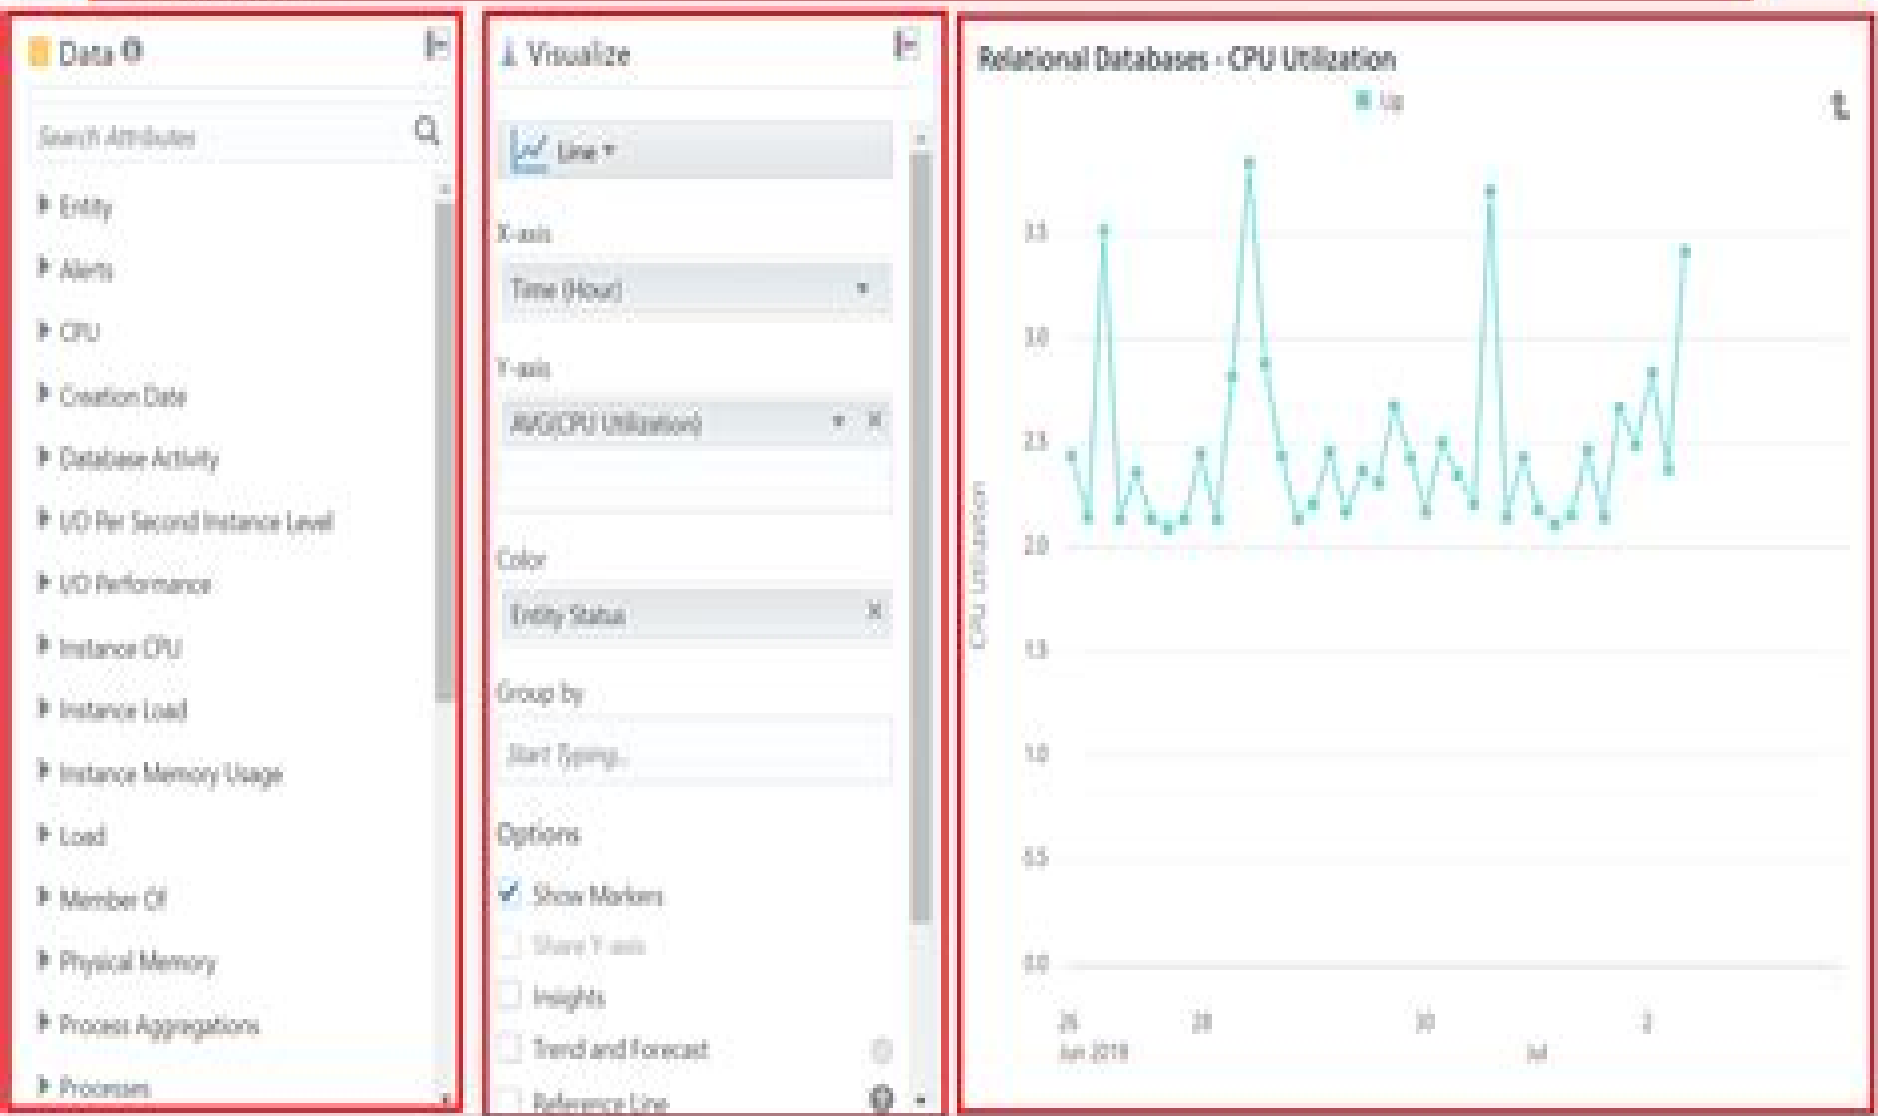 Data
Search Attributes
Entity
Alerts
CPU
Creation Date
Database Activity
I/O Per Second Instance Level
I/O Performance
Instance CPU
Instance Load
Instance Memory Usage
Load
Member Of
Physical Memory
Process Aggregations
Processes
Visualize
Line
X-axis
Time (Hour)
Y-axis
AVG(CPU Utilization)
Color
Entity Status
Group by
Start Typing...
Options
Show Markers
Share Y-axis
Insights
Trend and Forecast
Reference Line
Relational Databases - CPU Utilization
Up
CPU Utilization
3.5
3.0
2.5
2.0
1.5
1.0
0.5
0.0
26 28 30 2
Jun 2018 Jul